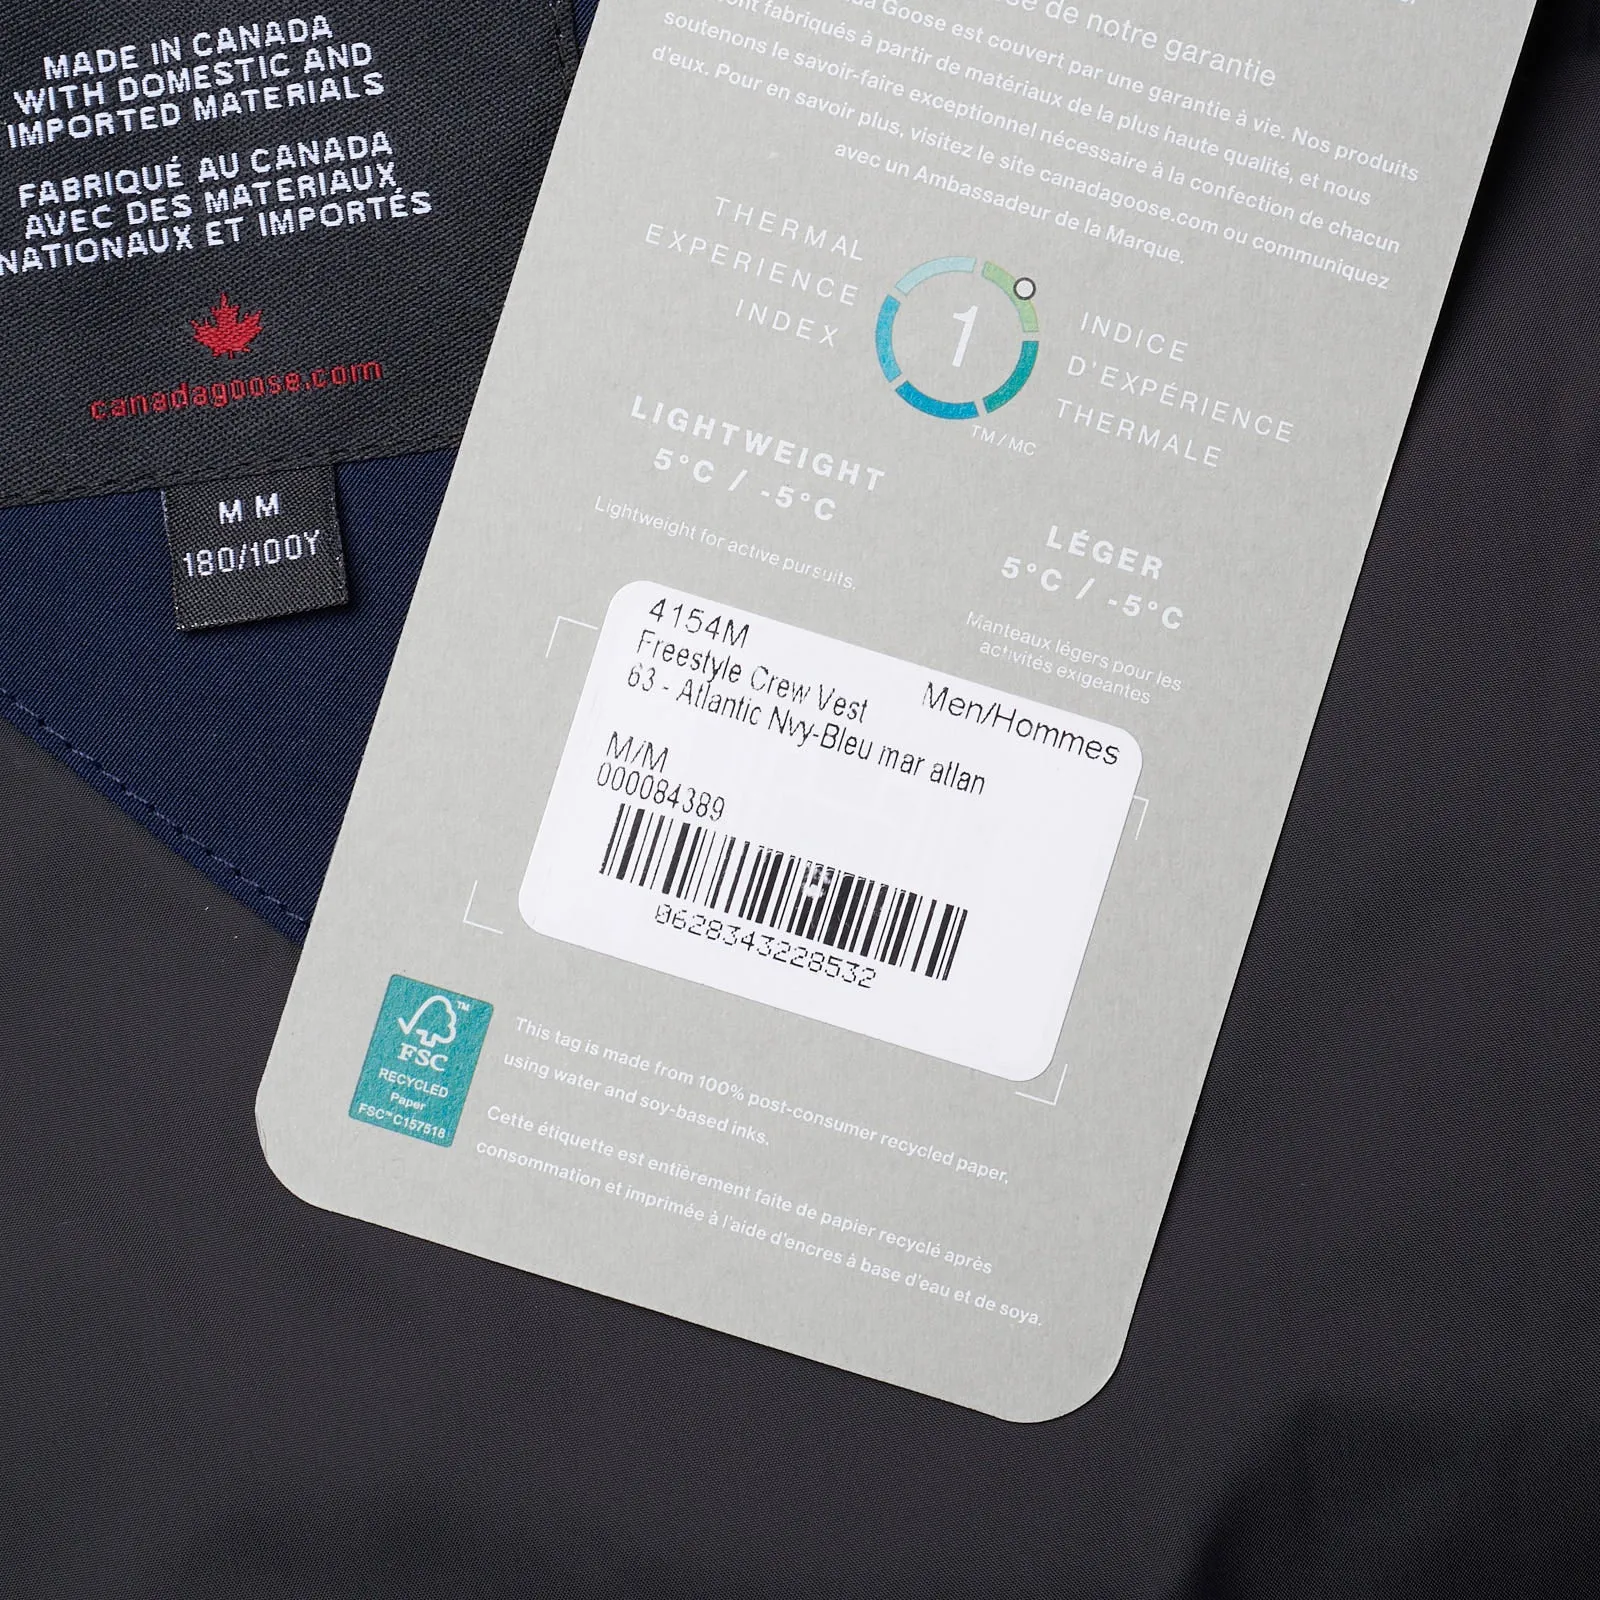 MADE IN CANADA
WITH DOMESTIC AND
IMPORTED MATERIALS
FABRIQUÉ AU CANADA
AVEC DES MATERIAUX
NATIONAUX ET IMPORTÉS
canadagoose.com
M M
180/100Y
de notre garantie
Goose est couvert par une garantie à vie. Nos produits
fabriqués à partir de matériaux de la plus haute qualité, et nous
soutenons le savoir-faire exceptionnel nécessaire à la confection de chacun
d'eux. Pour en savoir plus, visitez le site canadagoose.com ou communiquez
avec un Ambassadeur de la Marque.
THERMAL
EXPERIENCE
INDEX
1
TM/MC
INDICE
D'EXPÉRIENCE
THERMALE
LIGHTWEIGHT
5°C / -5°C
Lightweight for active pursuits.
LÉGER
5°C / -5°C
Manteaux légers pour les
activités exigeantes
4154M
Freestyle Crew Vest Men/Hommes
63 - Atlantic Nvy-Bleu mar atlan
M/M
000084389
0628343228532
FSC™
RECYCLED
Paper
FSC™ C157518
This tag is made from 100% post-consumer recycled paper,
using water and soy-based inks.
Cette étiquette est entièrement faite de papier recyclé après
consommation et imprimée à l'aide d'encres à base d'eau et de soya.